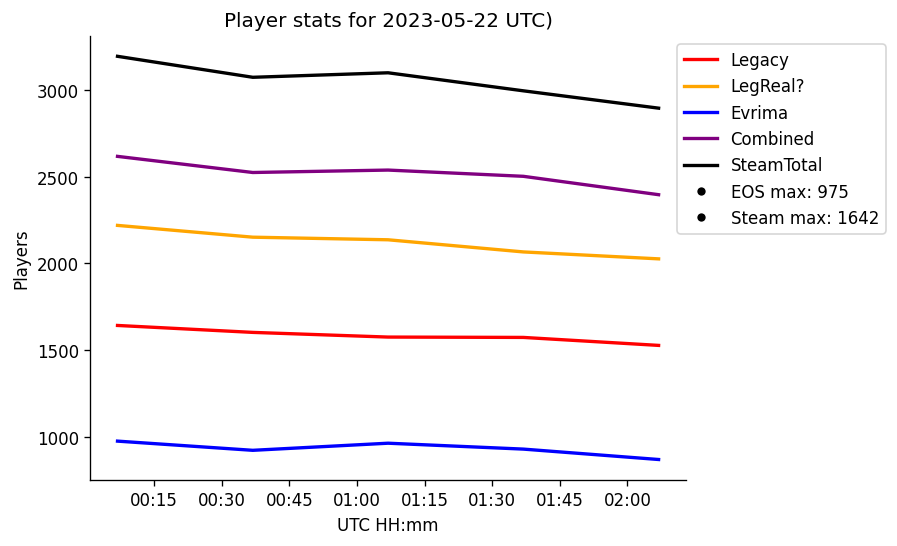 Player stats for 2023-05-22 UTC)
Legacy
LegReal?
Evrima
Combined
SteamTotal
EOS max: 975
Steam max: 1642
Players
3000
2500
2000
1500
1000
00:15 00:30 00:45 01:00 01:15 01:30 01:45 02:00
UTC HH:mm